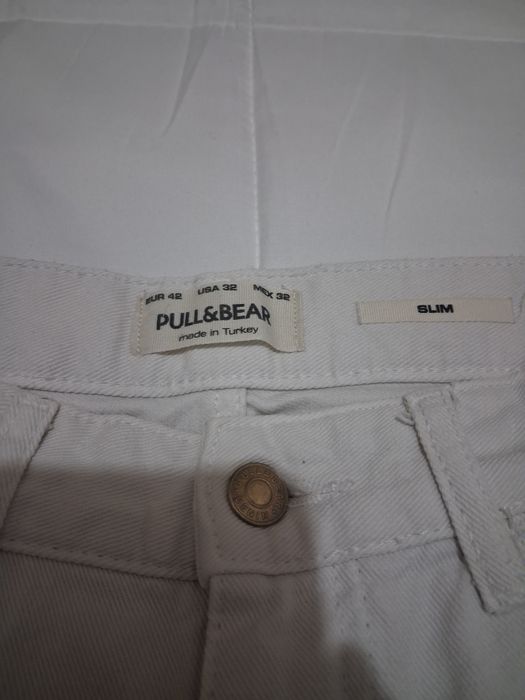 EUR 42 USA 32 MEX 32
PULL&BEAR
made in Turkey
SLIM